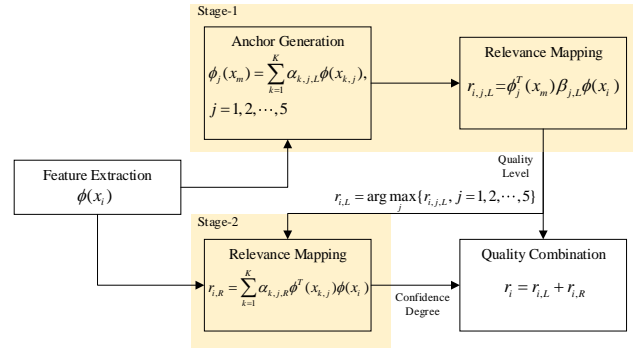 Stage-1
Anchor Generation
ϕ_j(x_m) = ∑_{k=1}^{K} α_{k,j,L} ϕ(x_{k,j}),
j = 1, 2, ⋯, 5
Relevance Mapping
r_{i,j,L} = ϕ_j^T(x_m) β_{j,L} ϕ(x_i)
Feature Extraction
ϕ(x_i)
Quality
Level
r_{i,L} = arg max_j {r_{i,j,L}, j = 1, 2, ⋯, 5}
Stage-2
Relevance Mapping
r_{i,R} = ∑_{k=1}^{K} α_{k,j,R} ϕ^T(x_{k,j}) ϕ(x_i)
Confidence
Degree
Quality Combination
r_i = r_{i,L} + r_{i,R}